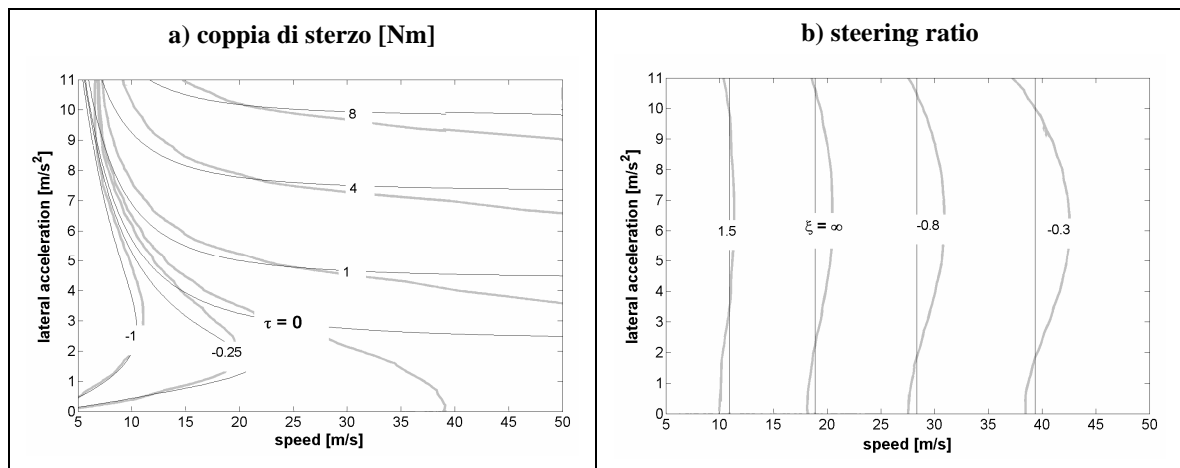 a) coppia di sterzo [Nm]
lateral acceleration [m/s²]
11
10
9
8
7
6
5
4
3
2
1
0
8
4
1
τ = 0
-1
-0.25
5 10 15 20 25 30 35 40 45 50
speed [m/s]
b) steering ratio
lateral acceleration [m/s²]
11
10
9
8
7
6
5
4
3
2
1
0
1.5 ξ = ∞ -0.8 -0.3
5 10 15 20 25 30 35 40 45 50
speed [m/s]